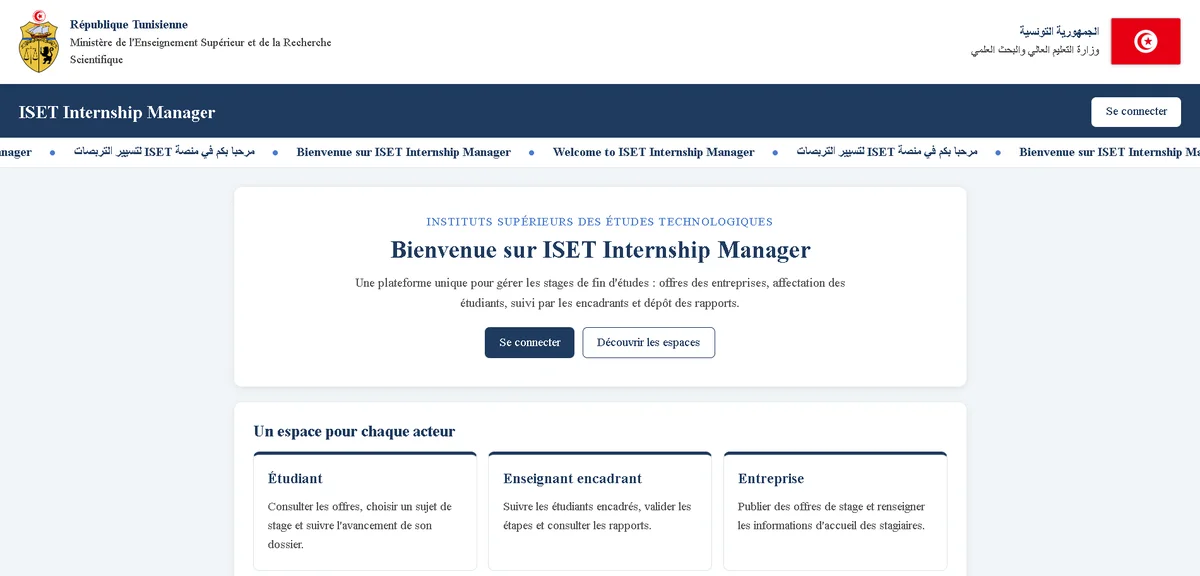 République Tunisienne
Ministère de l'Enseignement Supérieur et de la Recherche
Scientifique
الجمهورية التونسية
وزارة التعليم العالي والبحث العلمي
ISET Internship Manager
Se connecter
nager • مرحبا بكم في منصة ISET لتسيير التربصات • Bienvenue sur ISET Internship Manager • Welcome to ISET Internship Manager • مرحبا بكم في منصة ISET لتسيير التربصات • Bienvenue sur ISET Internship Ma
INSTITUTS SUPÉRIEURS DES ÉTUDES TECHNOLOGIQUES
Bienvenue sur ISET Internship Manager
Une plateforme unique pour gérer les stages de fin d'études : offres des entreprises, affectation des
étudiants, suivi par les encadrants et dépôt des rapports.
Se connecter
Découvrir les espaces
Un espace pour chaque acteur
Étudiant
Consulter les offres, choisir un sujet de
stage et suivre l'avancement de son
dossier.
Enseignant encadrant
Suivre les étudiants encadrés, valider les
étapes et consulter les rapports.
Entreprise
Publier des offres de stage et renseigner
les informations d'accueil des stagiaires.